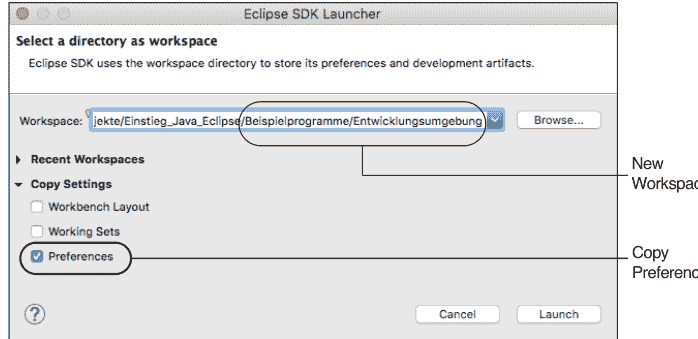 Eclipse SDK Launcher
Select a directory as workspace
Eclipse SDK uses the workspace directory to store its preferences and development artifacts.
Workspace: jekte/Einstieg_Java_Eclipse/Beispielprogramme/Entwicklungsumgebung Browse...
Recent Workspaces
New
Workspac
Copy Settings
Workbench Layout
Working Sets
Preferences
Copy
Preferenc
? Cancel Launch